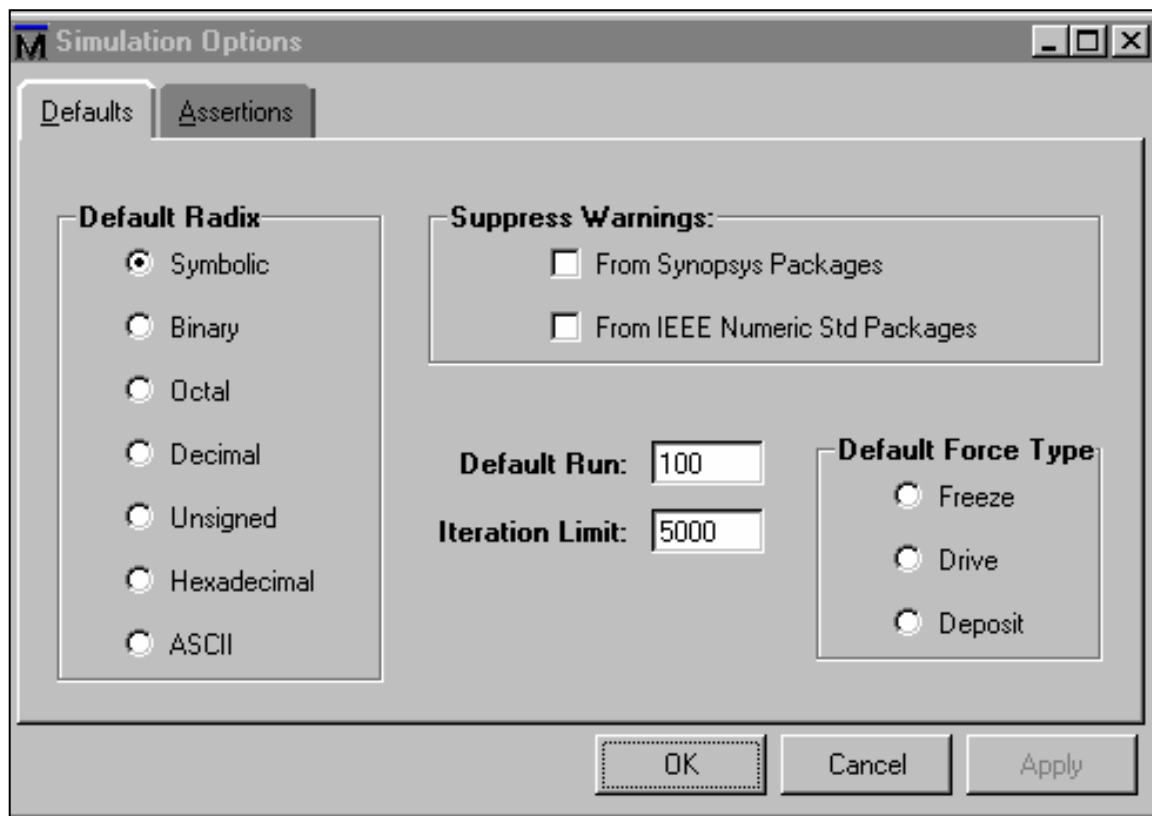 M Simulation Options
Defaults Assertions
Default Radix
Symbolic
Binary
Octal
Decimal
Unsigned
Hexadecimal
ASCII
Suppress Warnings:
From Synopsys Packages
From IEEE Numeric Std Packages
Default Run: 100
Iteration Limit: 5000
Default Force Type
Freeze
Drive
Deposit
OK Cancel Apply